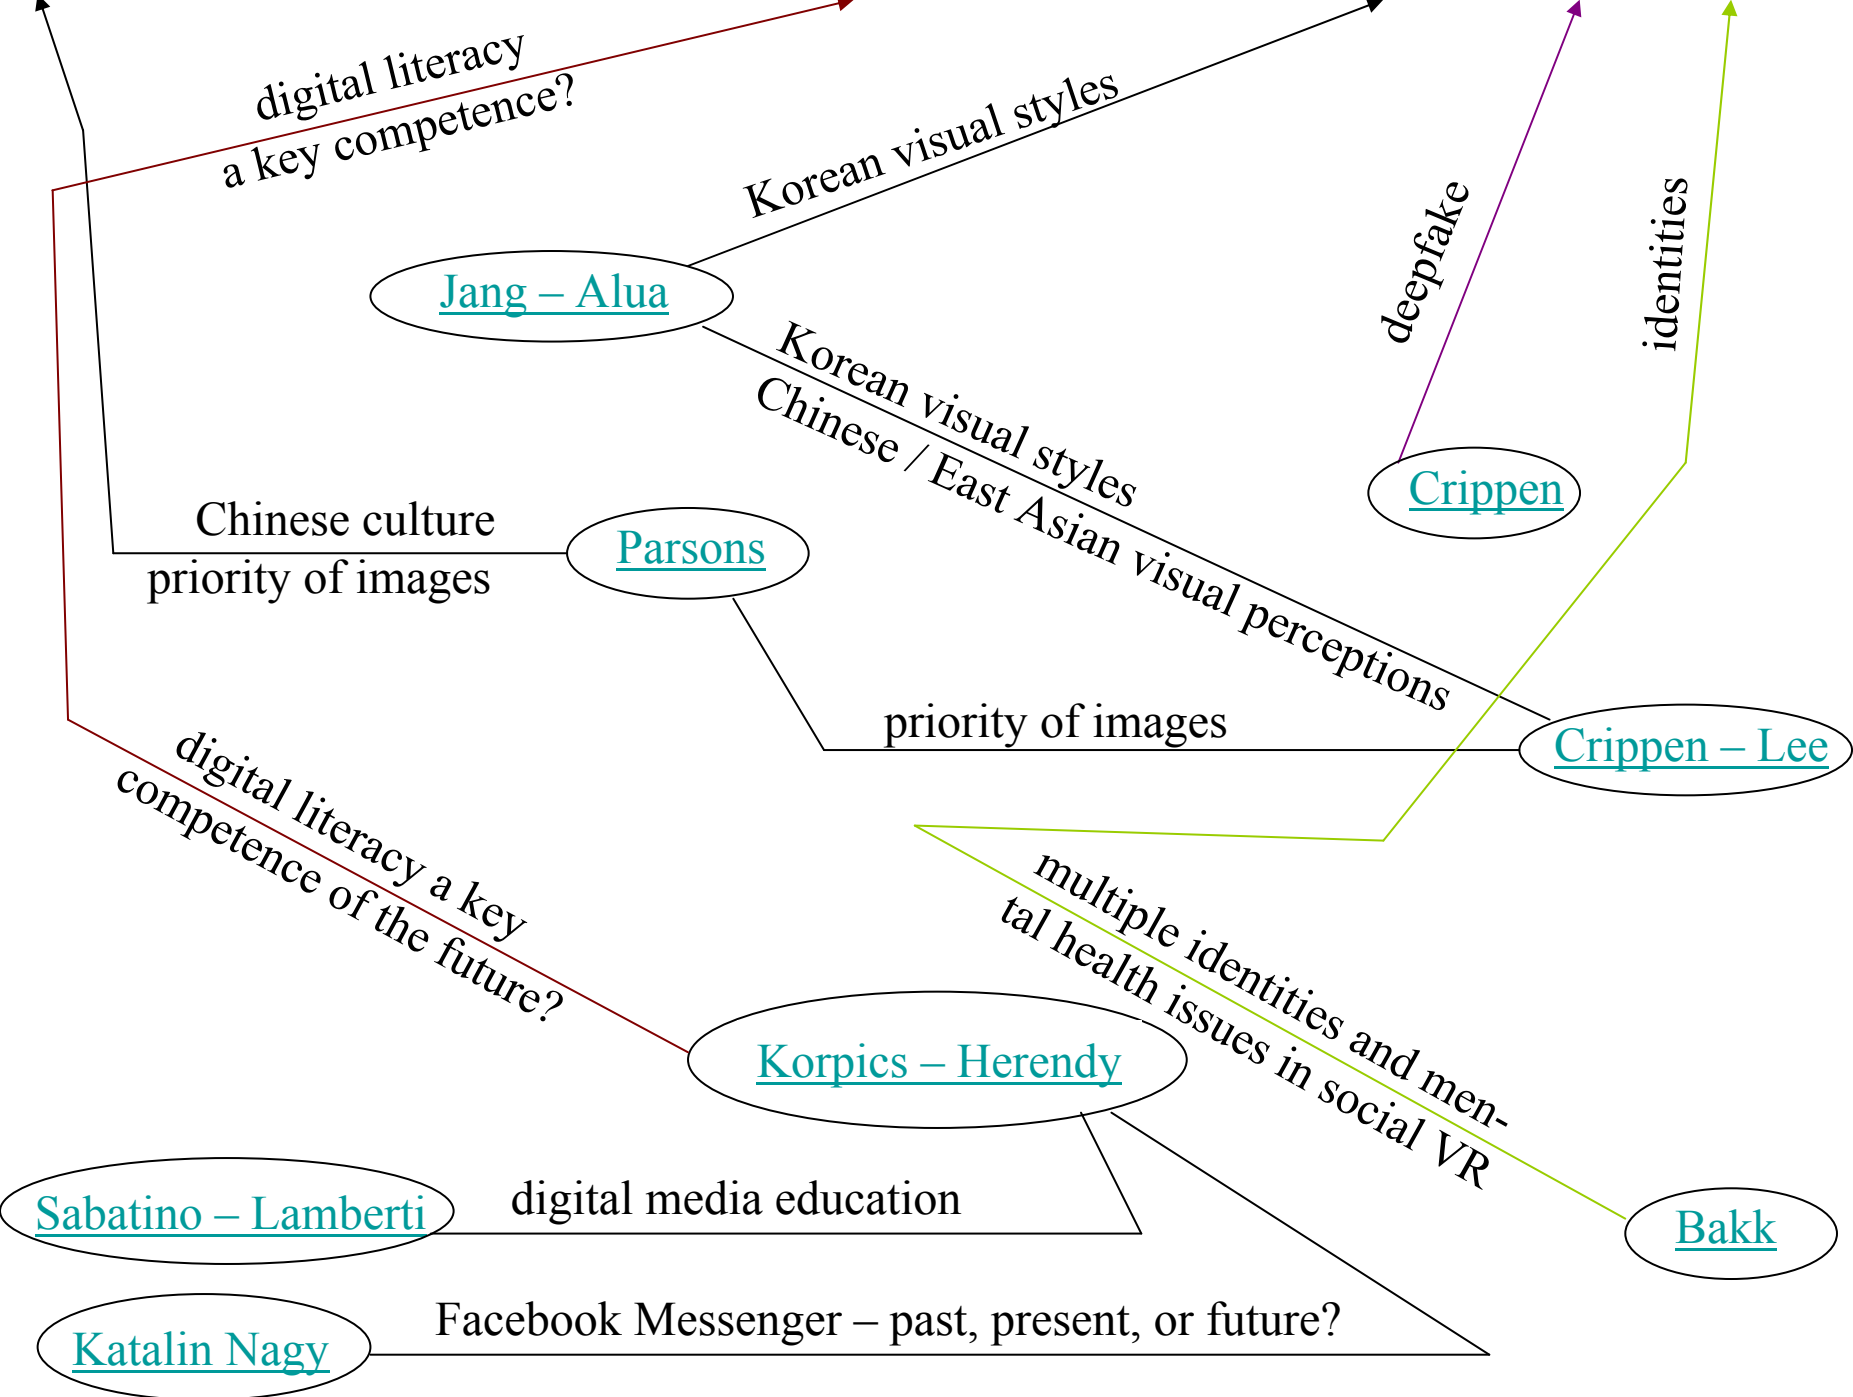 digital literacy
a key competence?
Korean visual styles
deepfake
identities
Jang – Alua
Korean visual styles
Chinese / East Asian visual perceptions
Crippen
Chinese culture
priority of images
Parsons
priority of images
Crippen – Lee
digital literacy a key
competence of the future?
multiple identities and men-
tal health issues in social VR
Korpics – Herendy
Sabatino – Lamberti
digital media education
Bakk
Facebook Messenger – past, present, or future?
Katalin Nagy